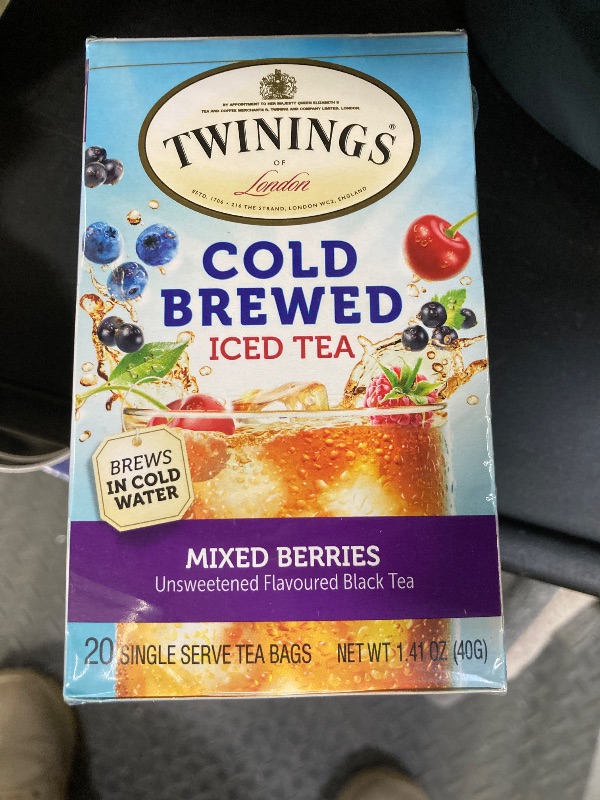 BY APPOINTMENT TO HER MAJESTY QUEEN ELIZABETH II
TEA AND COFFEE MERCHANTS R. TWINING AND COMPANY LIMITED, LONDON.
TWININGS®
OF
London
ESTD. 1706 • 216 THE STRAND, LONDON WC2, ENGLAND
COLD
BREWED
ICED TEA
BREWS
IN COLD
WATER
MIXED BERRIES
Unsweetened Flavoured Black Tea
20 SINGLE SERVE TEA BAGS NET WT 1.41 OZ (40G)